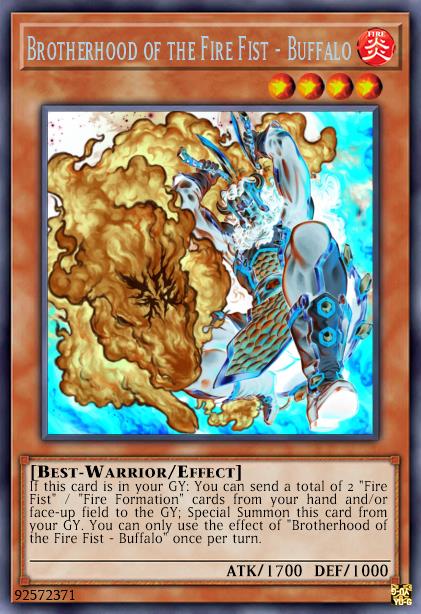 BROTHERHOOD OF THE FIRE FIST - BUFFALO
FIRE
炎
[BEST-WARRIOR/EFFECT]
If this card is in your GY: You can send a total of 2 "Fire
Fist" / "Fire Formation" cards from your hand and/or
face-up field to the GY; Special Summon this card from
your GY. You can only use the effect of "Brotherhood of
the Fire Fist - Buffalo" once per turn.
ATK/1700 DEF/1000
92572371